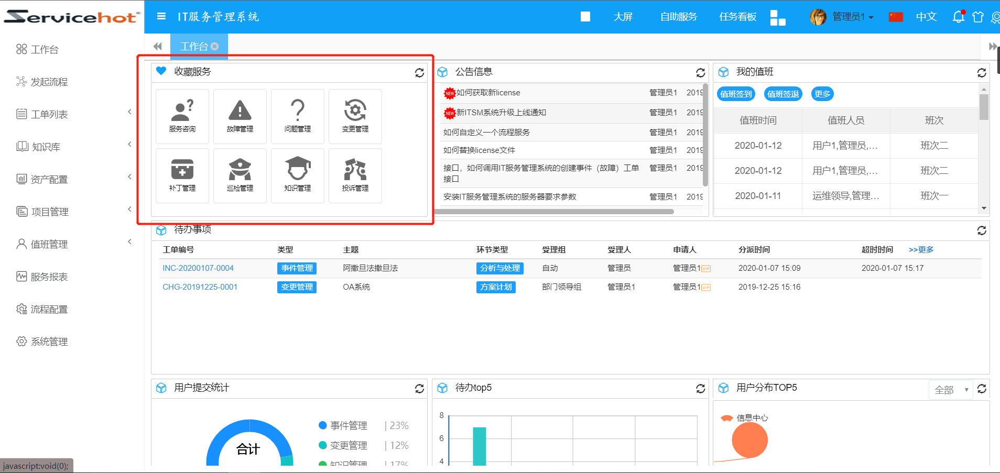 Servicehot®
IT服务管理系统
大屏
自助服务
任务看板
管理员1
中文
工作台
发起流程
工单列表
知识库
资产配置
项目管理
值班管理
服务报表
流程配置
系统管理
工作台
收藏服务
服务咨询
故障管理
问题管理
变更管理
补丁管理
巡检管理
知识管理
投诉管理
公告信息
NEW 如何获取新license 管理员1 2019
NEW 新ITSM系统升级上线通知 管理员1 2019
如何自定义一个流程服务 管理员1 2019
如何替换license文件 管理员1 2019
接口，如何调用IT服务管理系统的创建事件（故障）工单 管理员1 2019
接口
安装IT服务管理系统的服务器要求参数 管理员1 2019
我的值班
值班签到 值班签退 更多
值班时间 值班人员 班次
2020-01-12 用户1,管理员,... 班次二
2020-01-12 用户1,管理员,... 班次二
2020-01-11 运维领导,管理... 班次一
待办事项
工单编号 类型 主题 环节类型 受理组 受理人 申请人 分派时间 超时时间 >>更多
INC-20200107-0004 事件管理 阿撒旦法撒旦法 分析与处理 自动 管理员 管理员1 VIP 2020-01-07 15:09 2020-01-07 15:17
CHG-20191225-0001 变更管理 OA系统 方案计划 部门领导组 管理员1 管理员1 VIP 2019-12-25 15:16
用户提交统计
合计
事件管理 | 23%
变更管理 | 12%
知识管理 | 17%
待办top5
8
6
4
用户分布TOP5
全部
信息中心
javascript:void(0);